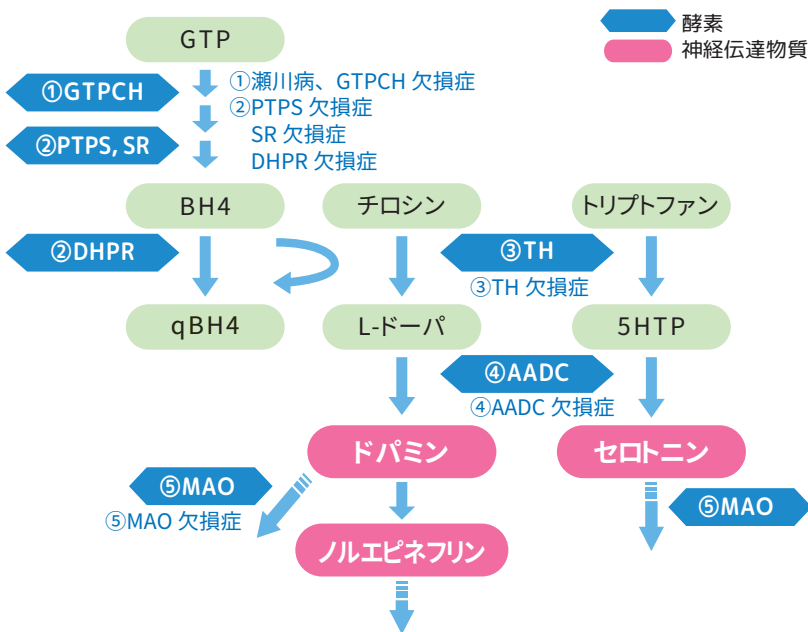 酵素
神経伝達物質
GTP
①GTPCH
①瀬川病、GTPCH 欠損症
②PTPS 欠損症
SR 欠損症
DHPR 欠損症
②PTPS, SR
BH4
チロシン
トリプトファン
②DHPR
③TH
③TH 欠損症
qBH4
L-ドーパ
5HTP
④AADC
④AADC 欠損症
ドパミン
セロトニン
⑤MAO
⑤MAO 欠損症
⑤MAO
ノルエピネフリン